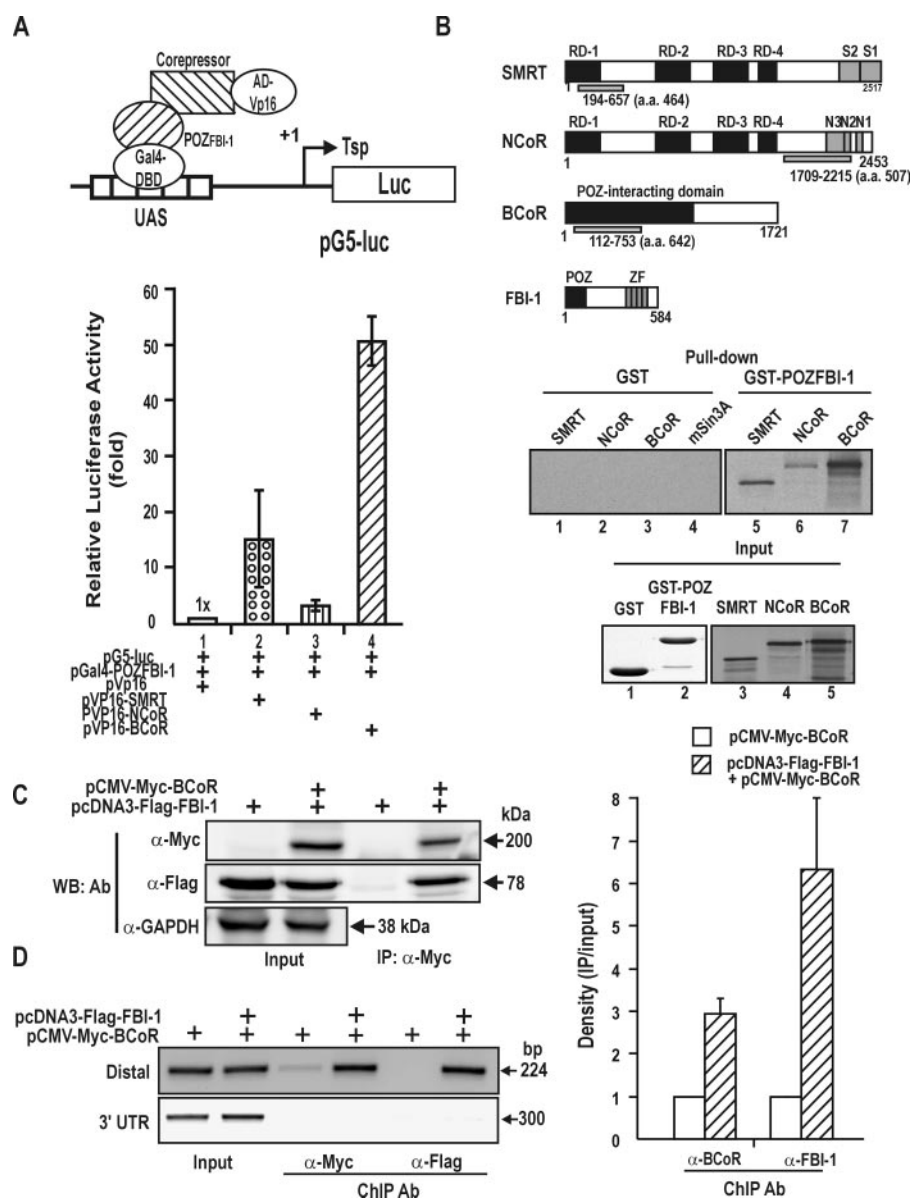 A
Corepressor
AD-
Vp16
POZFBI-1
Gal4-
DBD
+1
Tsp
Luc
UAS
pG5-luc
Relative Luciferase Activity
(fold)
60
50
40
30
20
10
0
1x
1 2 3 4
pG5-luc + + + +
pGal4-POZFBI-1 + + + +
pVp16 +
pVP16-SMRT +
PVP16-NCoR +
pVP16-BCoR +
B
RD-1 RD-2 RD-3 RD-4 S2 S1
SMRT
1 2517
194-657 (a.a. 464)
RD-1 RD-2 RD-3 RD-4 N3 N2 N1
NCoR
1 2453
1709-2215 (a.a. 507)
POZ-interacting domain
BCoR
1 1721
112-753 (a.a. 642)
POZ ZF
FBI-1
1 584
Pull-down
GST GST-POZFBI-1
SMRT NCoR BCoR mSin3A SMRT NCoR BCoR
1 2 3 4 5 6 7
Input
GST GST-POZ FBI-1 SMRT NCoR BCoR
1 2 3 4 5
C
pCMV-Myc-BCoR + +
pcDNA3-Flag-FBI-1 + + + +
kDa
WB: Ab
α-Myc 200
α-Flag 78
α-GAPDH 38 kDa
Input IP: α-Myc
D
pcDNA3-Flag-FBI-1 + + +
pCMV-Myc-BCoR + + + + + +
bp
Distal 224
3' UTR 300
Input α-Myc α-Flag
ChIP Ab
pCMV-Myc-BCoR
pcDNA3-Flag-FBI-1
+ pCMV-Myc-BCoR
Density (IP/input)
8
7
6
5
4
3
2
1
0
α-BCoR α-FBI-1
ChIP Ab